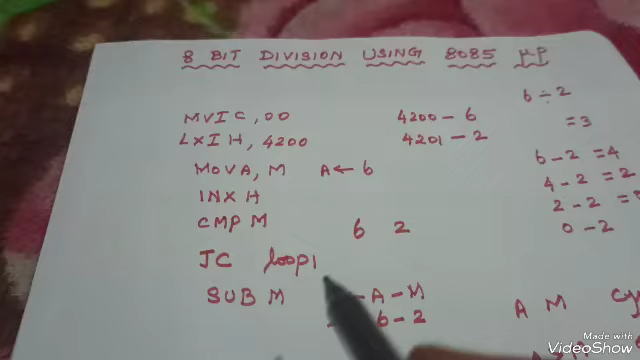 8 BIT DIVISION USING 8085 μp
6 ÷ 2
= 3
MVI C, 00
4200 - 6
LXI H, 4200
4201 - 2
MOV A, M A ← 6
6 - 2 = 4
4 - 2 = 2
INX H
2 - 2 =
CMP M 6 2
0 - 2
JC loop1
SUB M A - M
6 - 2
A M Cy
Made with
VideoShow